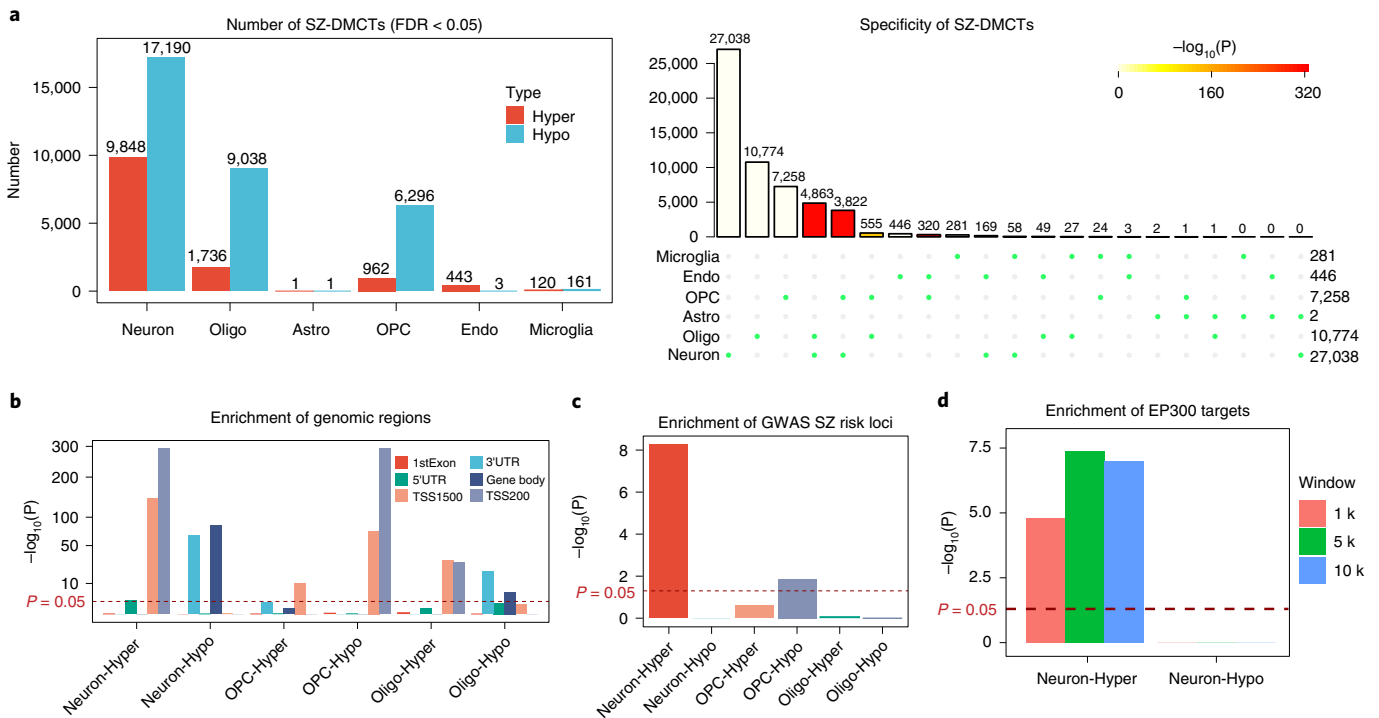 a
Number of SZ-DMCTs (FDR < 0.05)
Number
15,000
10,000
5,000
0
9,848
17,190
1,736
9,038
1
1
962
6,296
443
3
120
161
Type
Hyper
Hypo
Neuron
Oligo
Astro
OPC
Endo
Microglia
Specificity of SZ-DMCTs
–log10(P)
0
160
320
25,000
20,000
15,000
10,000
5,000
0
27,038
10,774
7,258
4,863
3,822
555
446
320
281
169
58
49
27
24
3
2
1
1
0
0
0
Microglia
281
Endo
446
OPC
7,258
Astro
2
Oligo
10,774
Neuron
27,038
b
Enrichment of genomic regions
–log10(P)
300
200
100
50
10
P = 0.05
1stExon
3'UTR
5'UTR
Gene body
TSS1500
TSS200
Neuron-Hyper
Neuron-Hypo
OPC-Hyper
OPC-Hypo
Oligo-Hyper
Oligo-Hypo
c
Enrichment of GWAS SZ risk loci
–log10(P)
8
6
4
2
0
P = 0.05
Neuron-Hyper
Neuron-Hypo
OPC-Hyper
OPC-Hypo
Oligo-Hyper
Oligo-Hypo
d
Enrichment of EP300 targets
–log10(P)
7.5
5.0
2.5
0
P = 0.05
Neuron-Hyper
Neuron-Hypo
Window
1 k
5 k
10 k